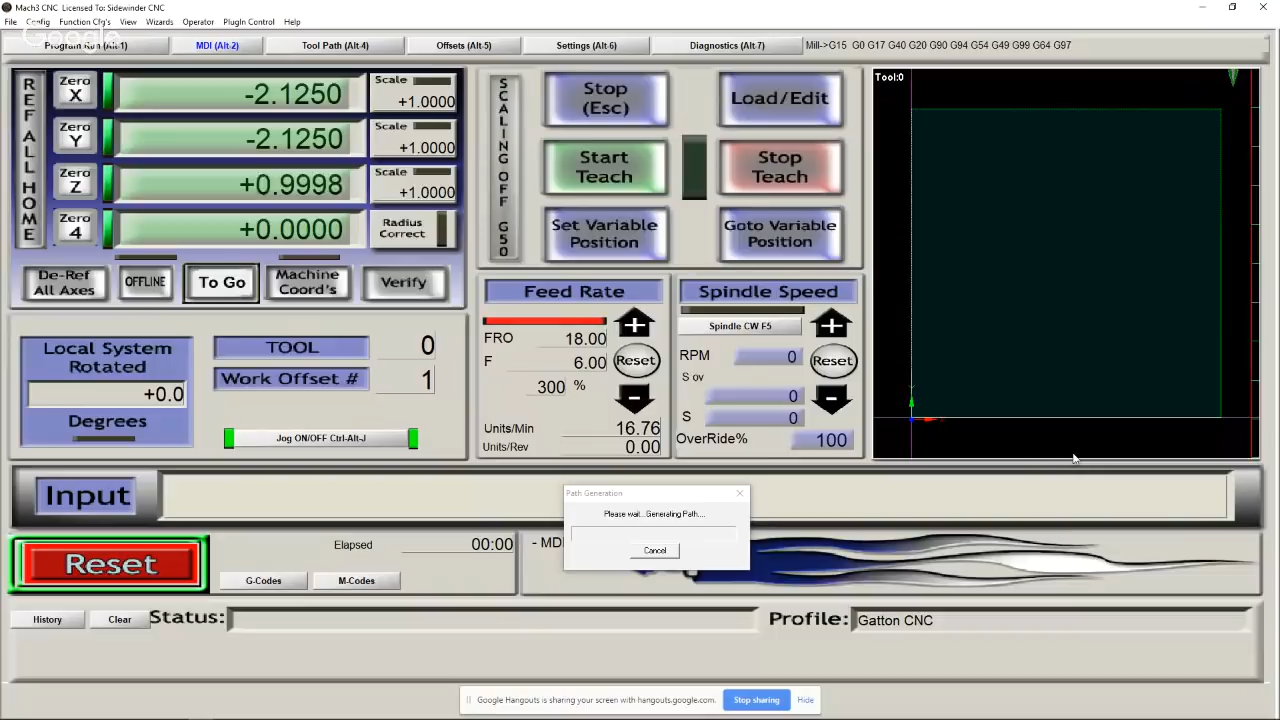 Mach3 CNC Licensed To: Sidewinder CNC
File Config Function Cfg's View Wizards Operator PlugIn Control Help
Google
Program Run (Alt-1) MDI (Alt-2) Tool Path (Alt-4) Offsets (Alt-5) Settings (Alt-6) Diagnostics (Alt-7) Mill->G15 G0 G17 G40 G20 G90 G94 G54 G49 G99 G64 G97
REF ALL HOME
Zero X -2.1250 Scale +1.0000
Zero Y -2.1250 Scale +1.0000
Zero Z +0.9998 Scale +1.0000
Zero 4 +0.0000 Radius Correct
De-Ref All Axes OFFLINE To Go Machine Coord's Verify
SCALING OFF G50
Stop (Esc) Load/Edit
Start Teach Stop Teach
Set Variable Position Goto Variable Position
Tool:0
Feed Rate
FRO 18.00
F 6.00 Reset
300 %
Units/Min 16.76
Units/Rev 0.00
Spindle Speed
Spindle CW F5
RPM 0 Reset
S ov 0
S 0
OverRide% 100
Local System Rotated
+0.0
Degrees
TOOL 0
Work Offset # 1
Jog ON/OFF Ctrl-Alt-J
Input
Path Generation
Please wait...Generating Path....
Cancel
Reset
Elapsed 00:00 - MD
G-Codes M-Codes
History Clear Status: Profile: Gatton CNC
Google Hangouts is sharing your screen with hangouts.google.com. Stop sharing Hide